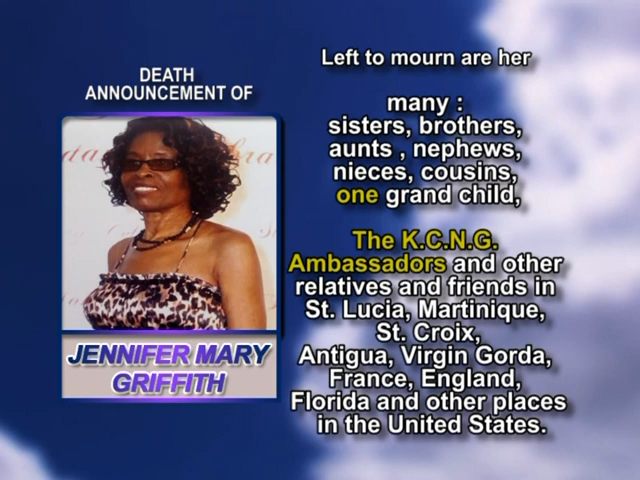 DEATH
ANNOUNCEMENT OF
JENNIFER MARY
GRIFFITH
Left to mourn are her
many :
sisters, brothers,
aunts , nephews,
nieces, cousins,
one grand child,
The K.C.N.G.
Ambassadors and other
relatives and friends in
St. Lucia, Martinique,
St. Croix,
Antigua, Virgin Gorda,
France, England,
Florida and other places
in the United States.